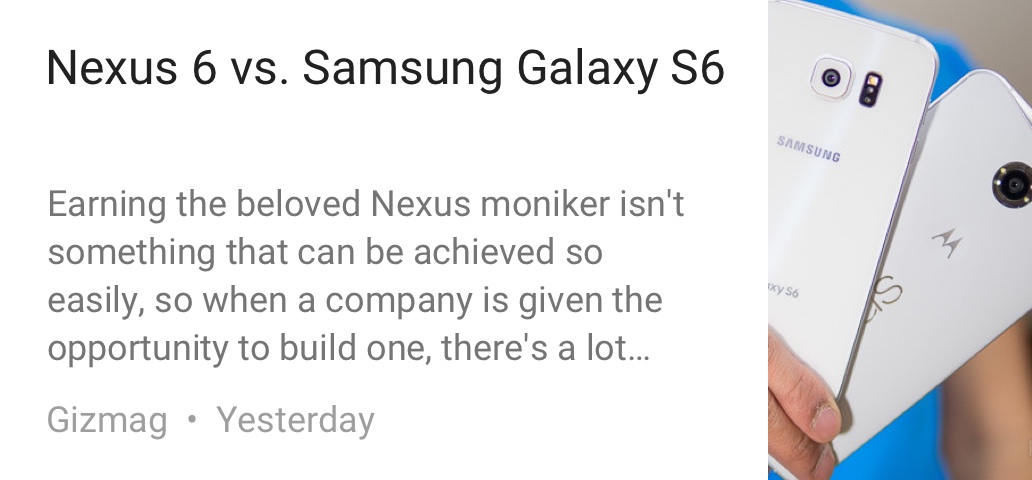 Nexus 6 vs. Samsung Galaxy S6
Earning the beloved Nexus moniker isn't
something that can be achieved so
easily, so when a company is given the
opportunity to build one, there's a lot...
Gizmag • Yesterday
SAMSUNG
xy S6